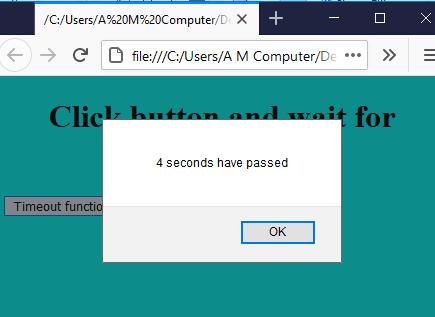 /C:/Users/A%20M%20Computer/De
file:///C:/Users/A M Computer/De
Click button and wait for
4 seconds have passed
Timeout functio
OK